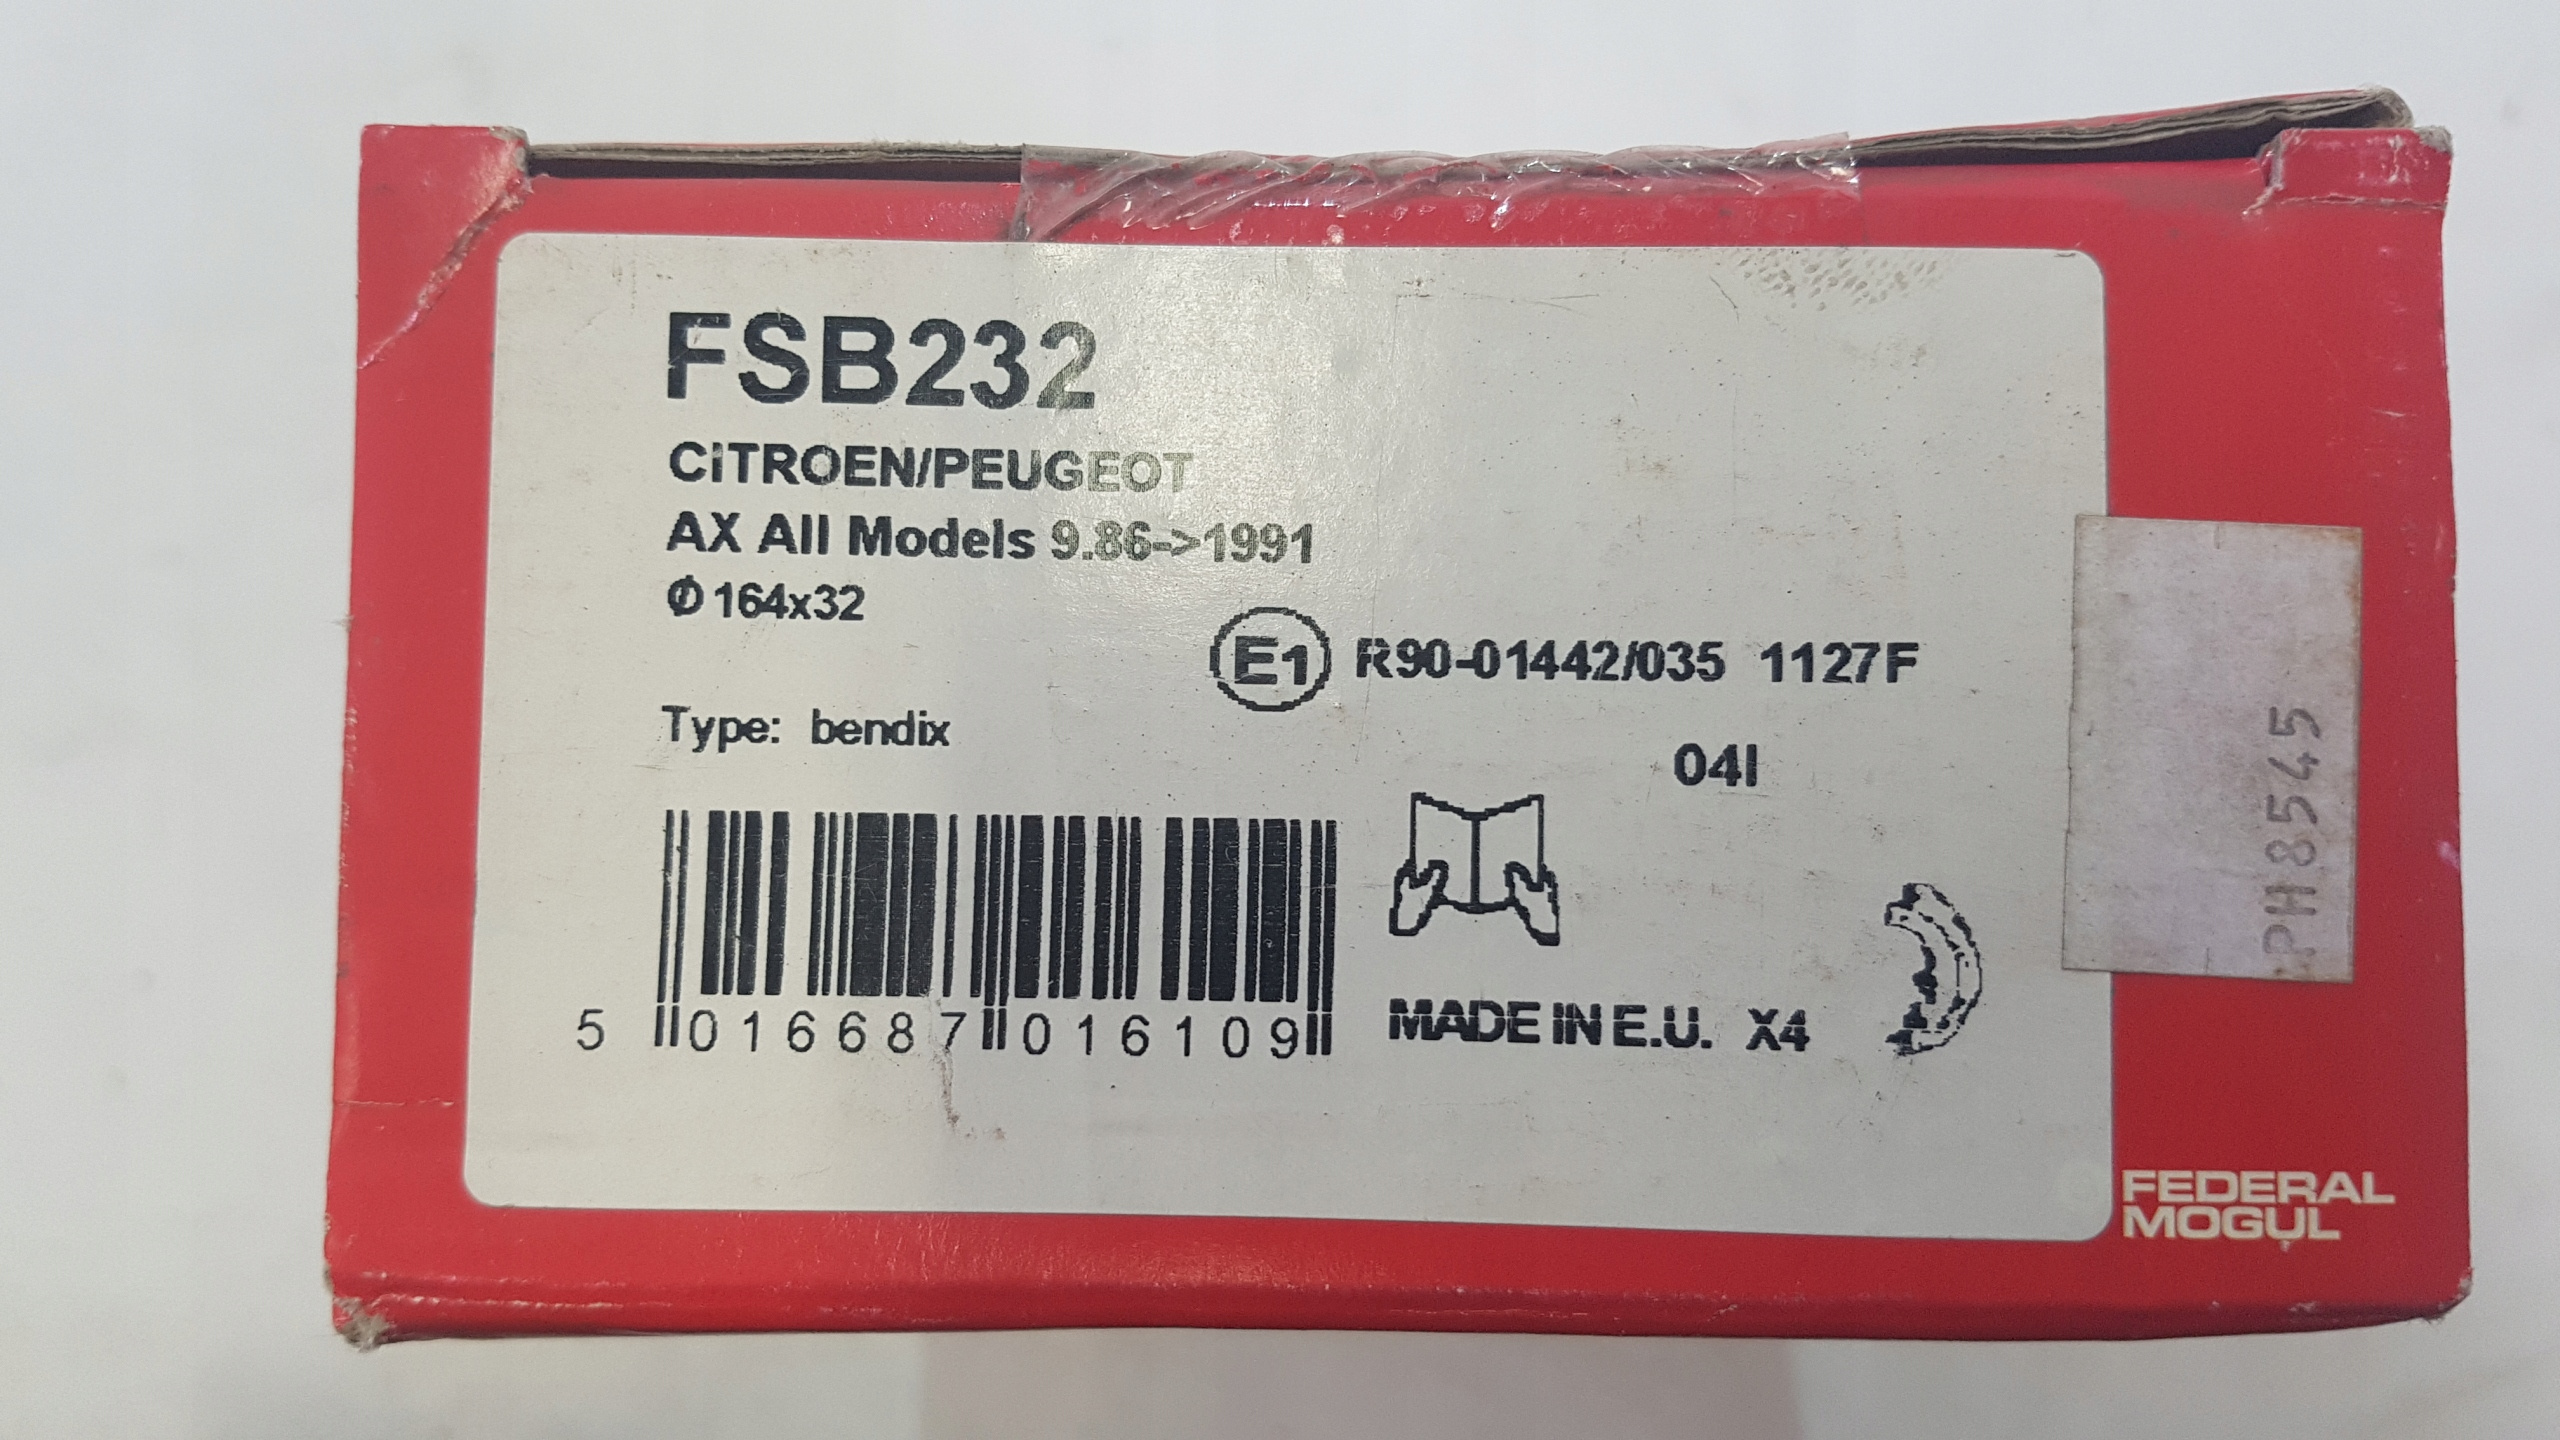 FSB232
CITROEN/PEUGEOT
AX All Models 9.86->1991
Φ 164x32
E1 R90-01442/035 1127F
Type: bendix
04I
5 016687 016109
MADE IN E.U. X4
PH8545
FEDERAL
MOGUL